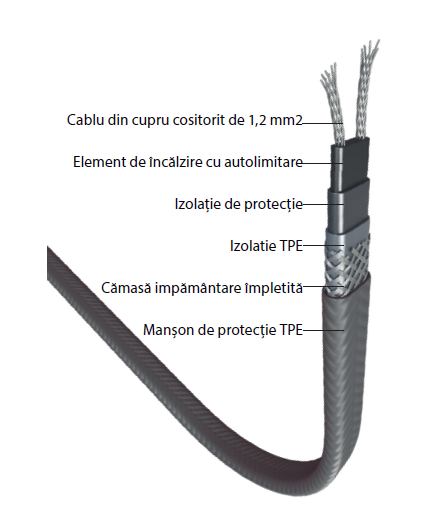 Cablu din cupru cositorit de 1,2 mm2
Element de încălzire cu autolimitare
Izolație de protecție
Izolatie TPE
Cămasă impământare împletită
Manșon de protecție TPE